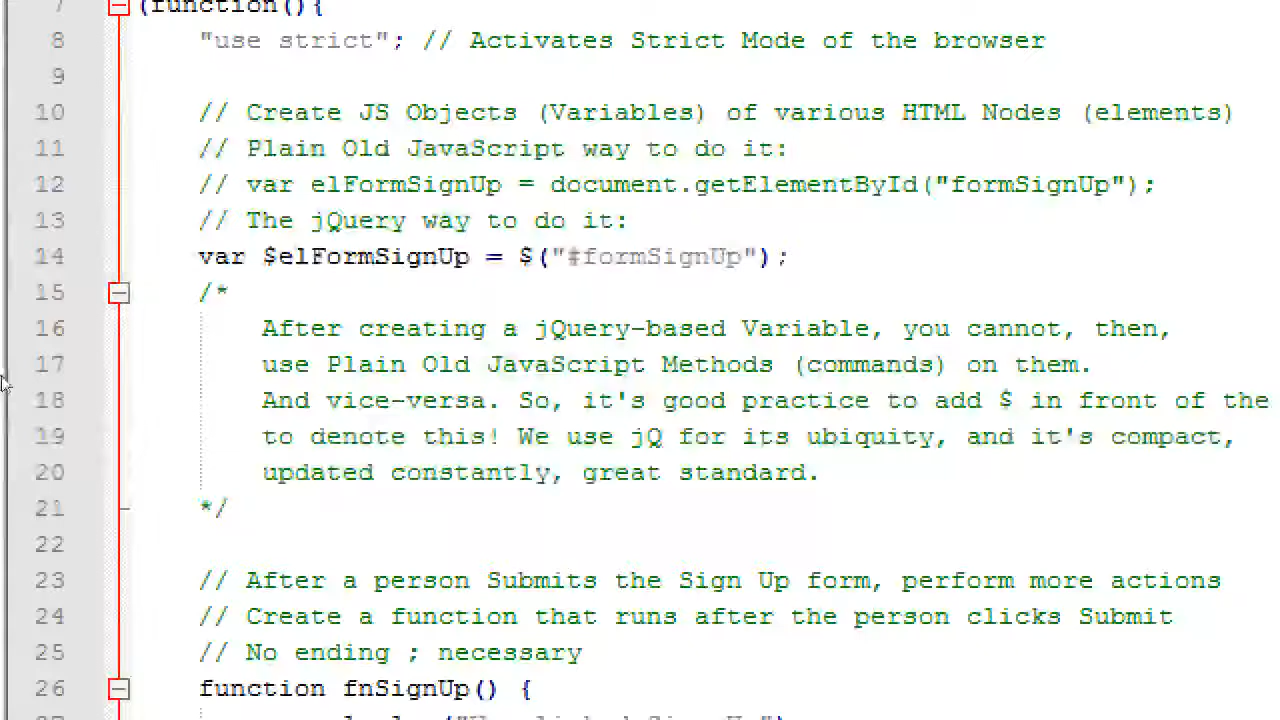 7 (function(){
8 "use strict"; // Activates Strict Mode of the browser
9
10 // Create JS Objects (Variables) of various HTML Nodes (elements)
11 // Plain Old JavaScript way to do it:
12 // var elFormSignUp = document.getElementById("formSignUp");
13 // The jQuery way to do it:
14 var $elFormSignUp = $("#formSignUp");
15 /*
16 After creating a jQuery-based Variable, you cannot, then,
17 use Plain Old JavaScript Methods (commands) on them.
18 And vice-versa. So, it's good practice to add $ in front of the
19 to denote this! We use jQ for its ubiquity, and it's compact,
20 updated constantly, great standard.
21 */
22
23 // After a person Submits the Sign Up form, perform more actions
24 // Create a function that runs after the person clicks Submit
25 // No ending ; necessary
26 function fnSignUp() {